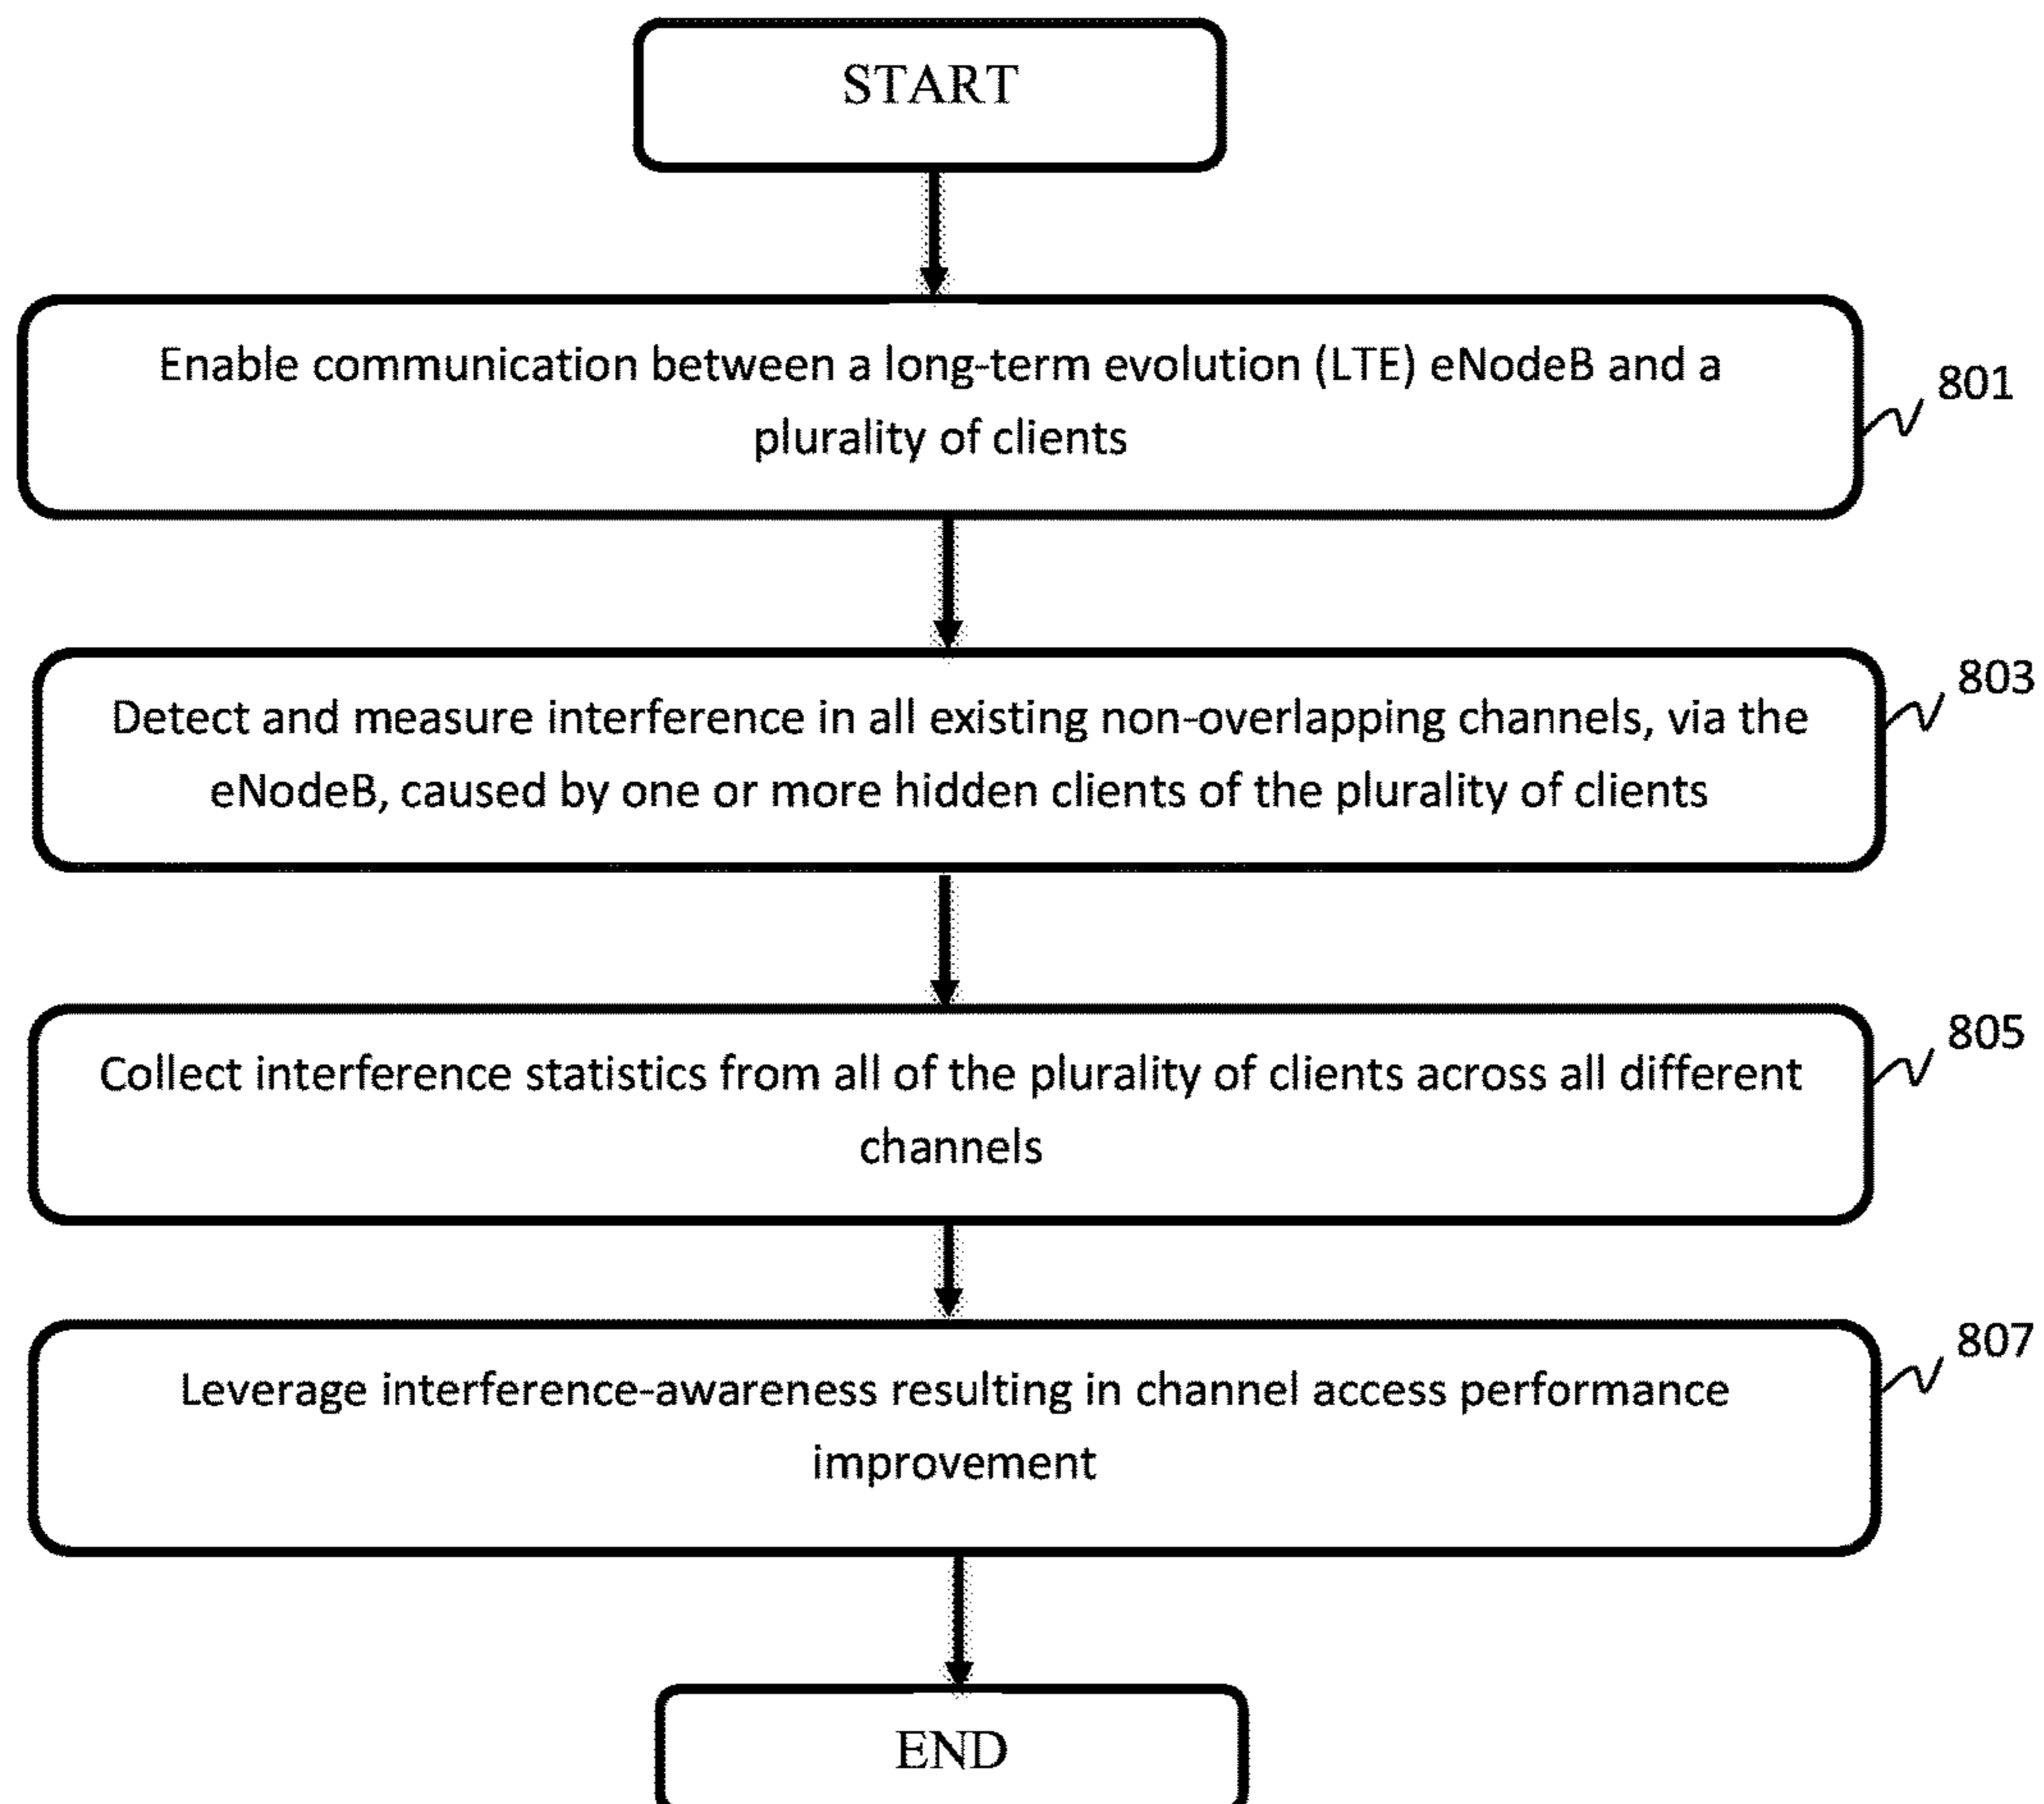 START
Enable communication between a long-term evolution (LTE) eNodeB and a
plurality of clients
801
Detect and measure interference in all existing non-overlapping channels, via the
eNodeB, caused by one or more hidden clients of the plurality of clients
803
Collect interference statistics from all of the plurality of clients across all different
channels
805
Leverage interference-awareness resulting in channel access performance
improvement
807
END